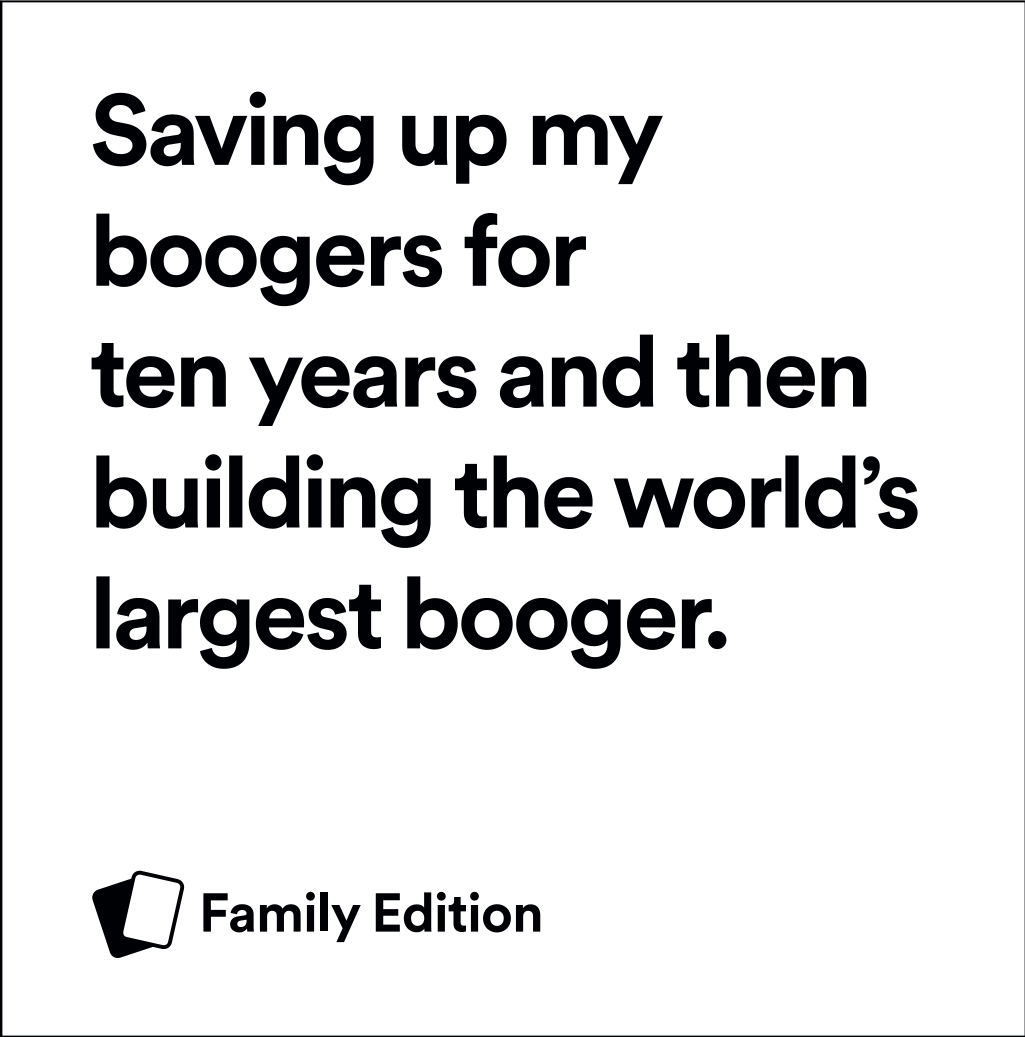 Saving up my
boogers for
ten years and then
building the world’s
largest booger.
Family Edition